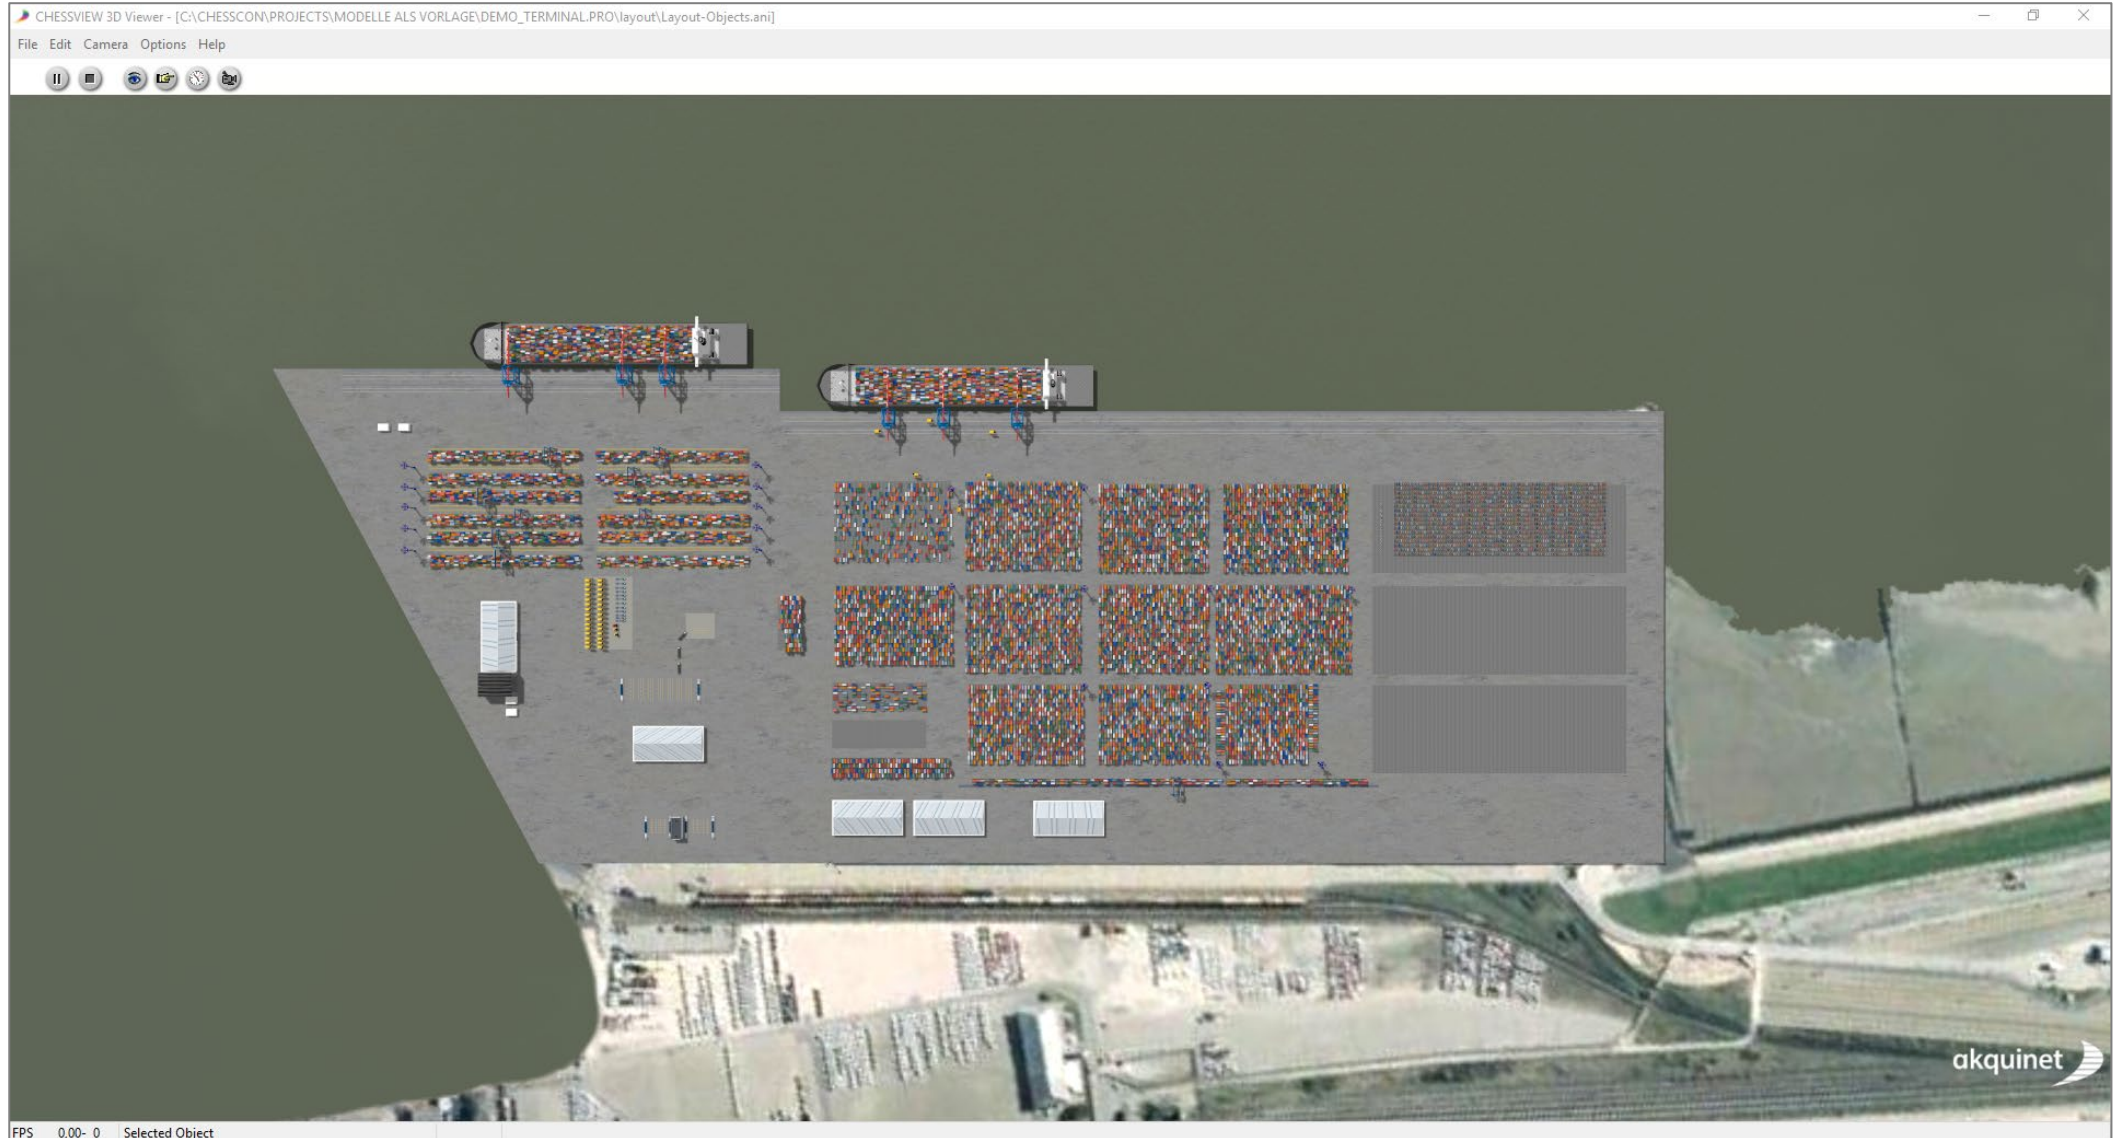 CHESSVIEW 3D Viewer - [C:\CHESSCON\PROJECTS\MODELLE ALS VORLAGE\DEMO_TERMINAL.PRO\layout\Layout-Objects.ani]
File Edit Camera Options Help
akquinet
FPS 0.00- 0 Selected Object